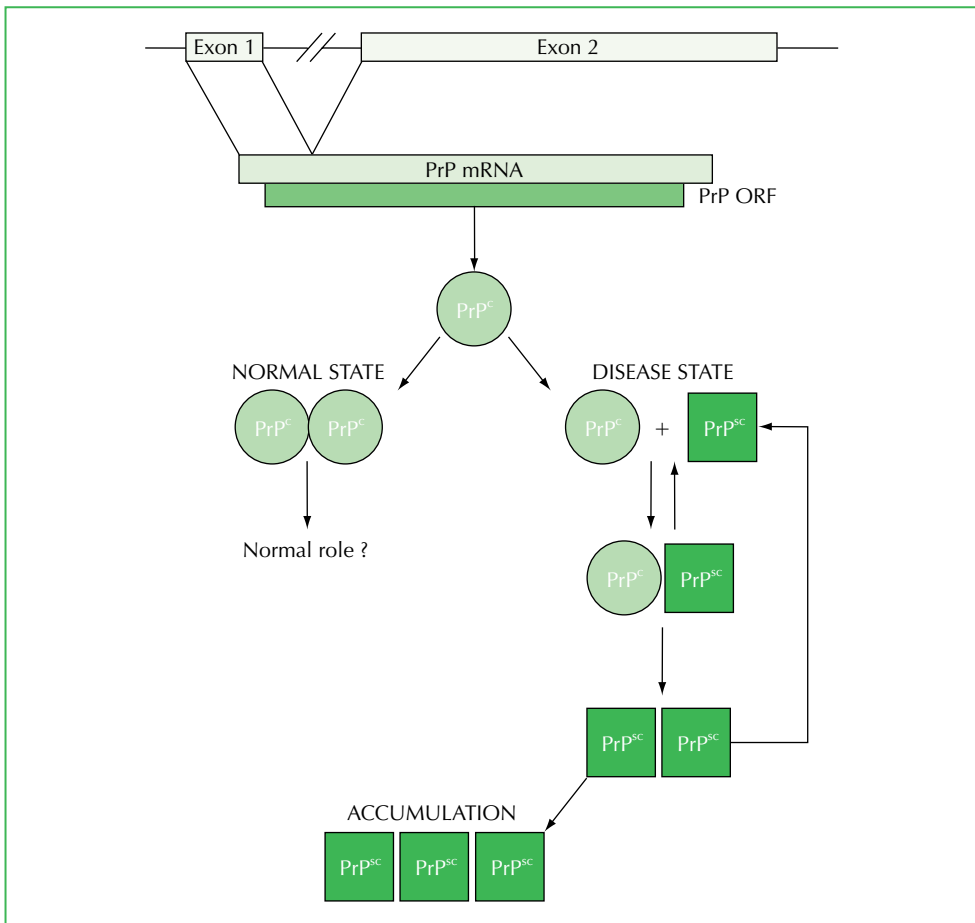 Exon 1 Exon 2
PrP mRNA
PrP ORF
PrPᶜ
NORMAL STATE DISEASE STATE
PrPᶜ PrPᶜ PrPᶜ + PrPˢᶜ
Normal role ?
PrPᶜ PrPˢᶜ
PrPˢᶜ PrPˢᶜ
ACCUMULATION
PrPˢᶜ PrPˢᶜ PrPˢᶜ